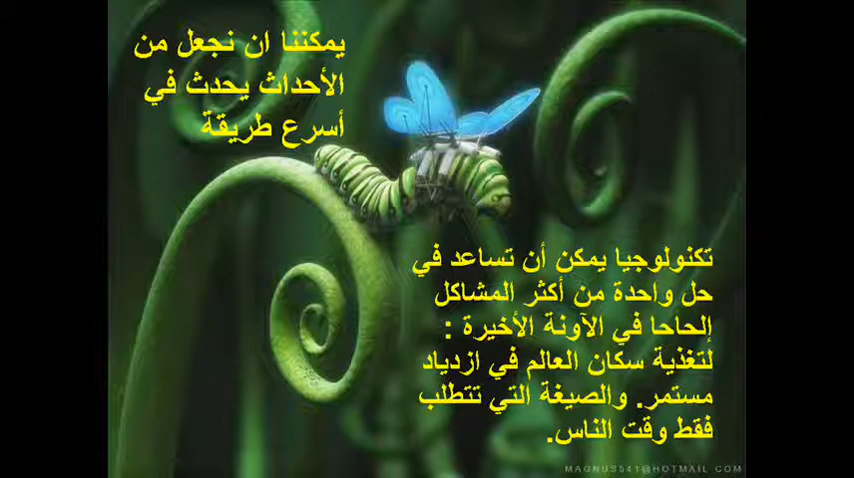 يمكننا ان نجعل من
الأحداث يحدث في
أسرع طريقة
تكنولوجيا يمكن أن تساعد في
حل واحدة من أكثر المشاكل
إلحاحا في الآونة الأخيرة :
لتغذية سكان العالم في ازدياد
مستمر. والصيغة التي تتطلب
فقط وقت الناس.
MAGNUS541@HOTMAIL.COM